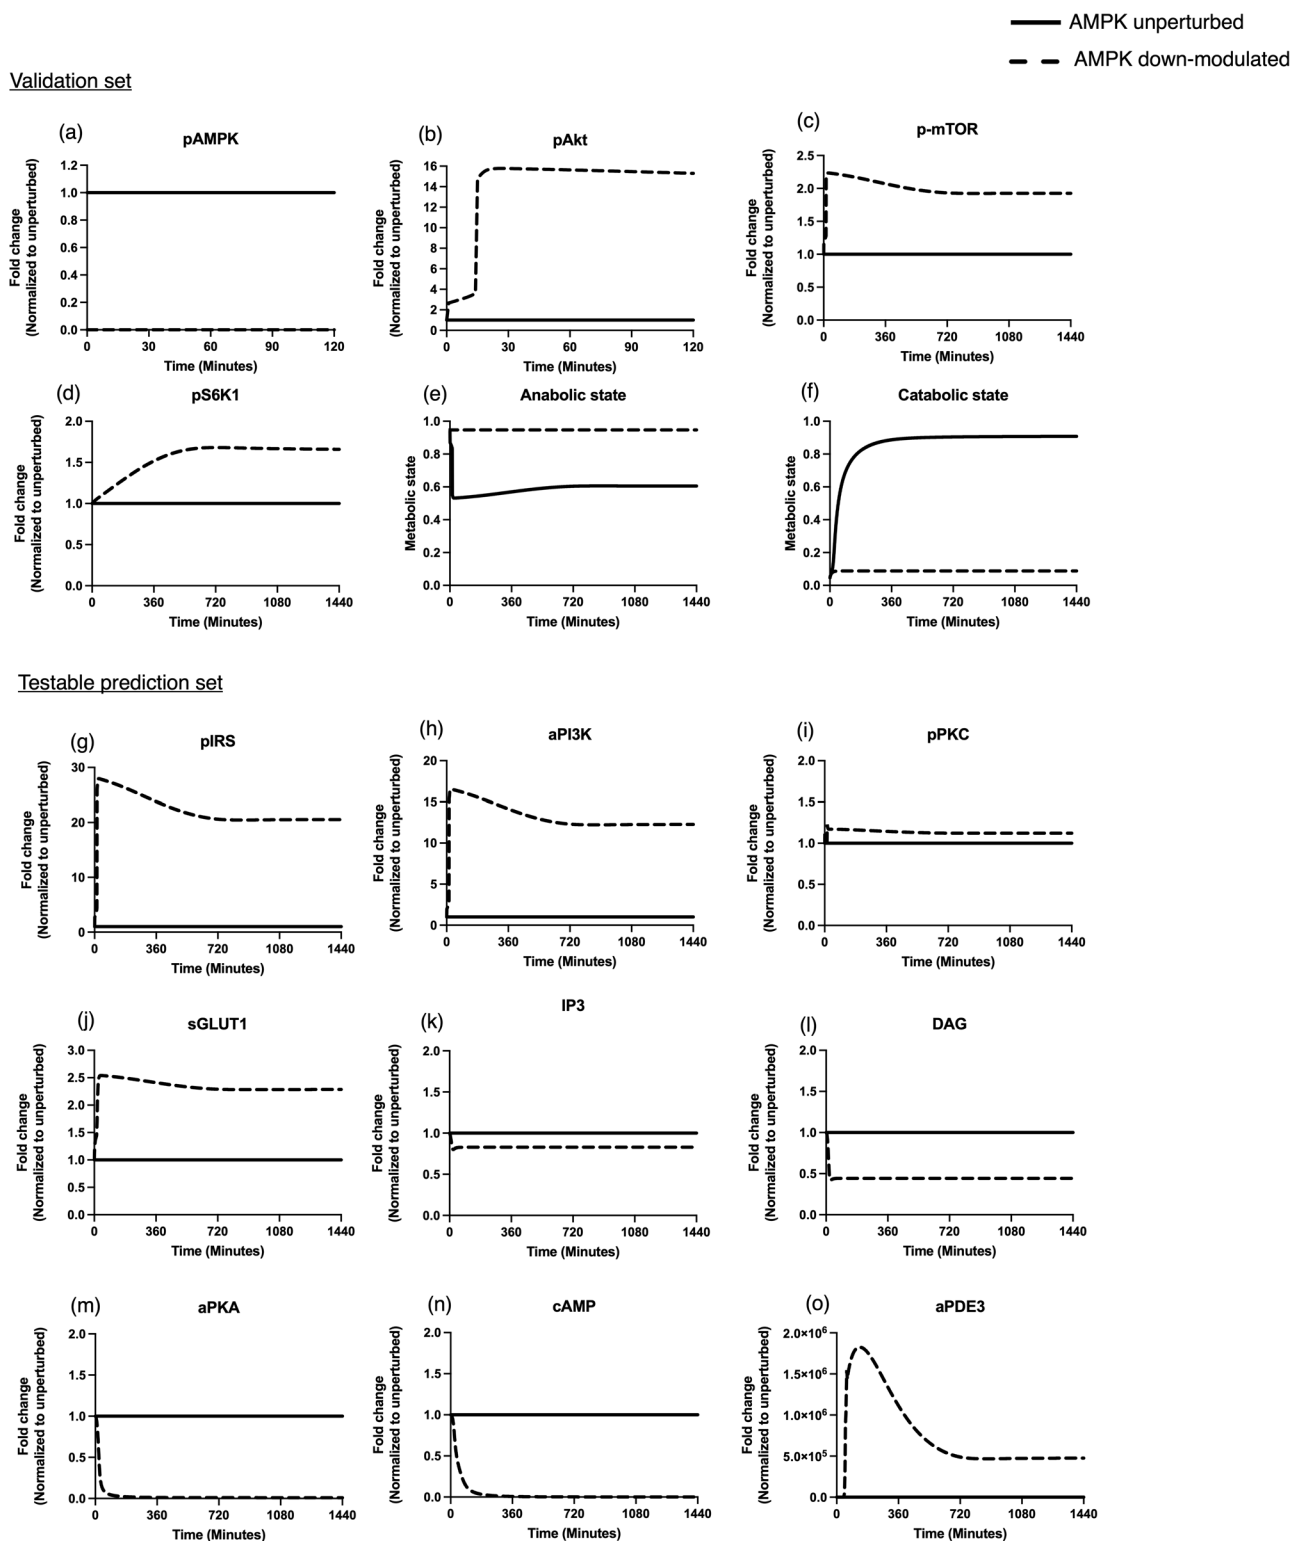 AMPK unperturbed
AMPK down-modulated
Validation set
(a)
pAMPK
Fold change
(Normalized to unperturbed)
1.2
1.0
0.8
0.6
0.4
0.2
0.0
0 30 60 90 120
Time (Minutes)
(b)
pAkt
Fold change
(Normalized to unperturbed)
16
14
12
10
8
6
4
2
0
0 30 60 90 120
Time (Minutes)
(c)
p-mTOR
Fold change
(Normalized to unperturbed)
2.5
2.0
1.5
1.0
0.5
0.0
0 360 720 1080 1440
Time (Minutes)
(d)
pS6K1
Fold change
(Normalized to unperturbed)
2.0
1.5
1.0
0.5
0.0
0 360 720 1080 1440
Time (Minutes)
(e)
Anabolic state
Metabolic state
1.0
0.8
0.6
0.4
0.2
0.0
0 360 720 1080 1440
Time (Minutes)
(f)
Catabolic state
Metabolic state
1.0
0.8
0.6
0.4
0.2
0.0
0 360 720 1080 1440
Time (Minutes)
Testable prediction set
(g)
pIRS
Fold change
(Normalized to unperturbed)
30
20
10
0
0 360 720 1080 1440
Time (Minutes)
(h)
aPI3K
Fold change
(Normalized to unperturbed)
20
15
10
5
0
0 360 720 1080 1440
Time (Minutes)
(i)
pPKC
Fold change
(Normalized to unperturbed)
2.0
1.5
1.0
0.5
0.0
0 360 720 1080 1440
Time (Minutes)
(j)
sGLUT1
Fold change
(Normalized to unperturbed)
3.0
2.5
2.0
1.5
1.0
0.5
0.0
0 360 720 1080 1440
Time (Minutes)
(k)
IP3
Fold change
(Normalized to unperturbed)
2.0
1.5
1.0
0.5
0.0
0 360 720 1080 1440
Time (Minutes)
(l)
DAG
Fold change
(Normalized to unperturbed)
2.0
1.5
1.0
0.5
0.0
0 360 720 1080 1440
Time (Minutes)
(m)
aPKA
Fold change
(Normalized to unperturbed)
2.0
1.5
1.0
0.5
0.0
0 360 720 1080 1440
Time (Minutes)
(n)
cAMP
Fold change
(Normalized to unperturbed)
2.0
1.5
1.0
0.5
0.0
0 360 720 1080 1440
Time (Minutes)
(o)
aPDE3
Fold change
(Normalized to unperturbed)
2.0×10⁶
1.5×10⁶
1.0×10⁶
5.0×10⁵
0.0
0 360 720 1080 1440
Time (Minutes)